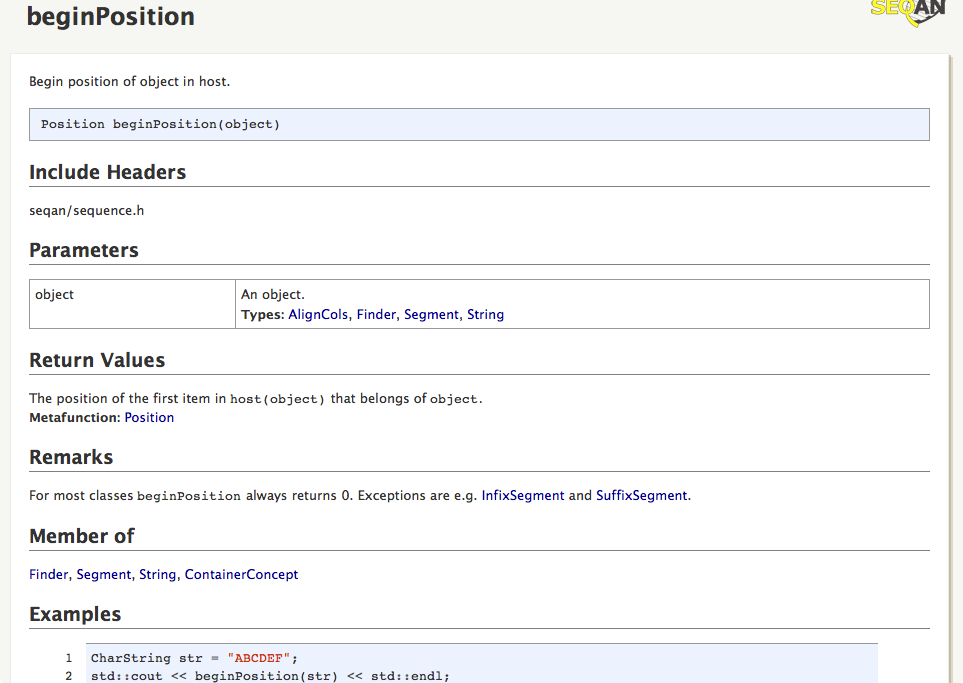 beginPosition
SEQAN
Begin position of object in host.
Position beginPosition(object)
Include Headers
seqan/sequence.h
Parameters
object
An object.
Types: AlignCols, Finder, Segment, String
Return Values
The position of the first item in host(object) that belongs of object.
Metafunction: Position
Remarks
For most classes beginPosition always returns 0. Exceptions are e.g. InfixSegment and SuffixSegment.
Member of
Finder, Segment, String, ContainerConcept
Examples
1 CharString str = "ABCDEF";
2 std::cout << beginPosition(str) << std::endl;